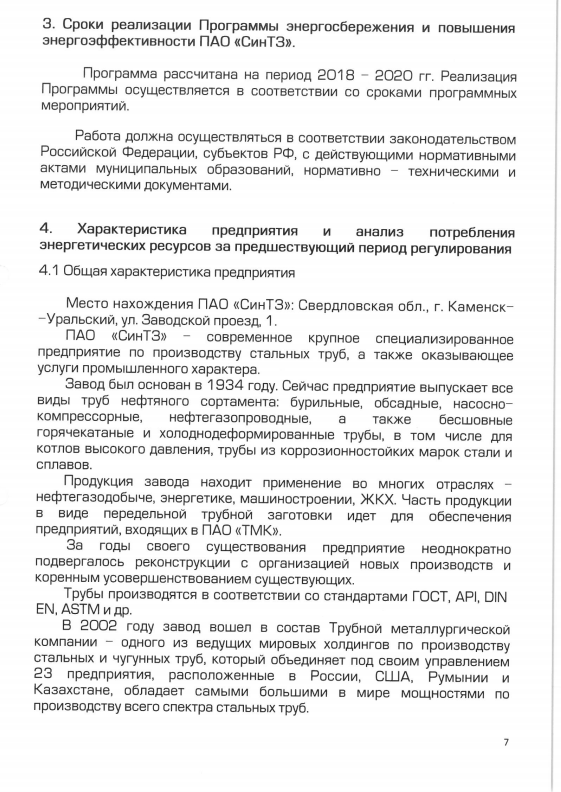 3. Сроки реализации Программы энергосбережения и повышения
энергоэффективности ПАО «СинТЗ».
Программа рассчитана на период 2018 – 2020 гг. Реализация
Программы осуществляется в соответствии со сроками программных
мероприятий.
Работа должна осуществляться в соответствии законодательством
Российской Федерации, субъектов РФ, с действующими нормативными
актами муниципальных образований, нормативно – техническими и
методическими документами.
4. Характеристика предприятия и анализ потребления
энергетических ресурсов за предшествующий период регулирования
4.1 Общая характеристика предприятия
Место нахождения ПАО «СинТЗ»: Свердловская обл., г. Каменск-
-Уральский, ул. Заводской проезд, 1.
ПАО «СинТЗ» – современное крупное специализированное
предприятие по производству стальных труб, а также оказывающее
услуги промышленного характера.
Завод был основан в 1934 году. Сейчас предприятие выпускает все
виды труб нефтяного сортамента: бурильные, обсадные, насосно-
компрессорные, нефтегазопроводные, а также бесшовные
горячекатаные и холоднодеформированные трубы, в том числе для
котлов высокого давления, трубы из коррозионностойких марок стали и
сплавов.
Продукция завода находит применение во многих отраслях –
нефтегазодобыче, энергетике, машиностроении, ЖКХ. Часть продукции
в виде передельной трубной заготовки идет для обеспечения
предприятий, входящих в ПАО «ТМК».
За годы своего существования предприятие неоднократно
подвергалось реконструкции с организацией новых производств и
коренным усовершенствованием существующих.
Трубы производятся в соответствии со стандартами ГОСТ, API, DIN
EN, ASTM и др.
В 2002 году завод вошел в состав Трубной металлургической
компании – одного из ведущих мировых холдингов по производству
стальных и чугунных труб, который объединяет под своим управлением
23 предприятия, расположенные в России, США, Румынии и
Казахстане, обладает самыми большими в мире мощностями по
производству всего спектра стальных труб.
7